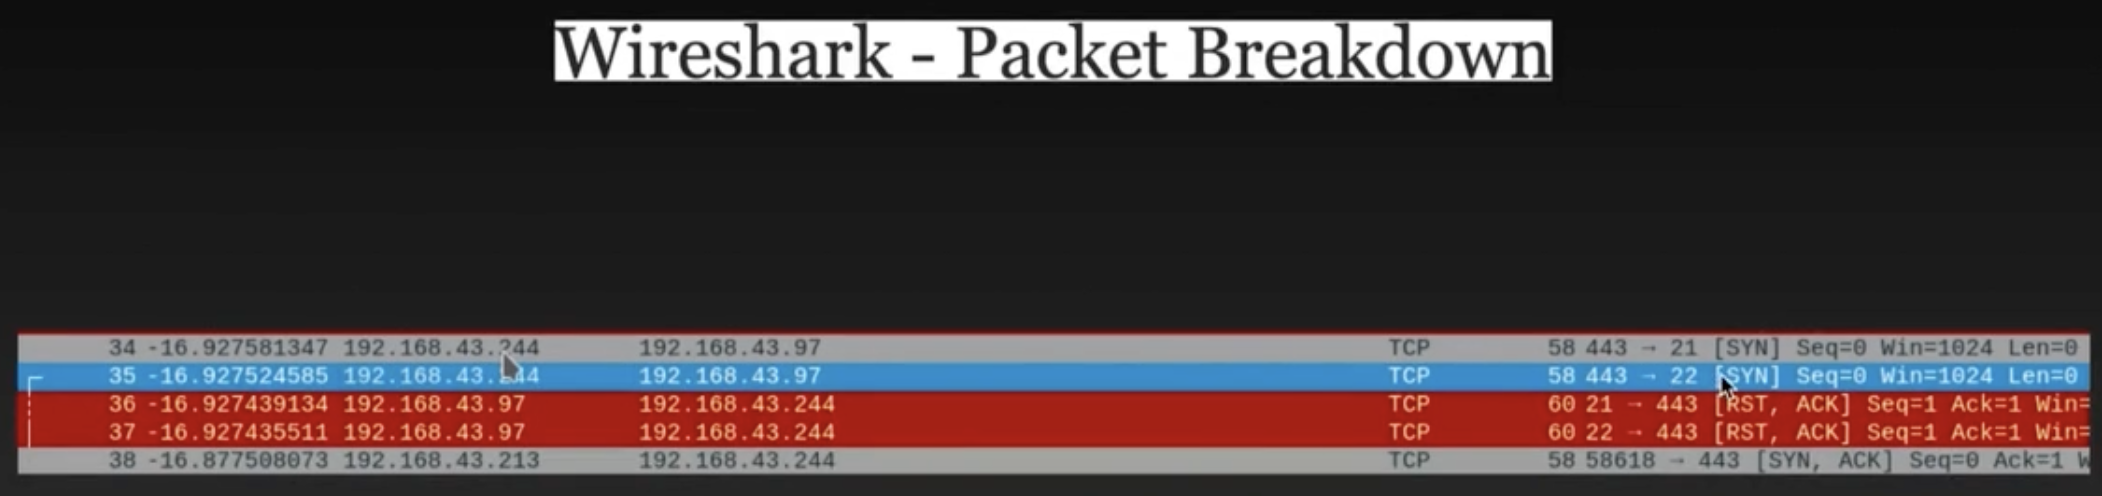 Wireshark - Packet Breakdown
34 -16.927581347 192.168.43.244 192.168.43.97 TCP 58 443 → 21 [SYN] Seq=0 Win=1024 Len=0
35 -16.927524585 192.168.43.244 192.168.43.97 TCP 58 443 → 22 [SYN] Seq=0 Win=1024 Len=0
36 -16.927439134 192.168.43.97 192.168.43.244 TCP 60 21 → 443 [RST, ACK] Seq=1 Ack=1 Win=
37 -16.927435511 192.168.43.97 192.168.43.244 TCP 60 22 → 443 [RST, ACK] Seq=1 Ack=1 Win=
38 -16.877508073 192.168.43.213 192.168.43.244 TCP 58 58618 → 443 [SYN, ACK] Seq=0 Ack=1 W